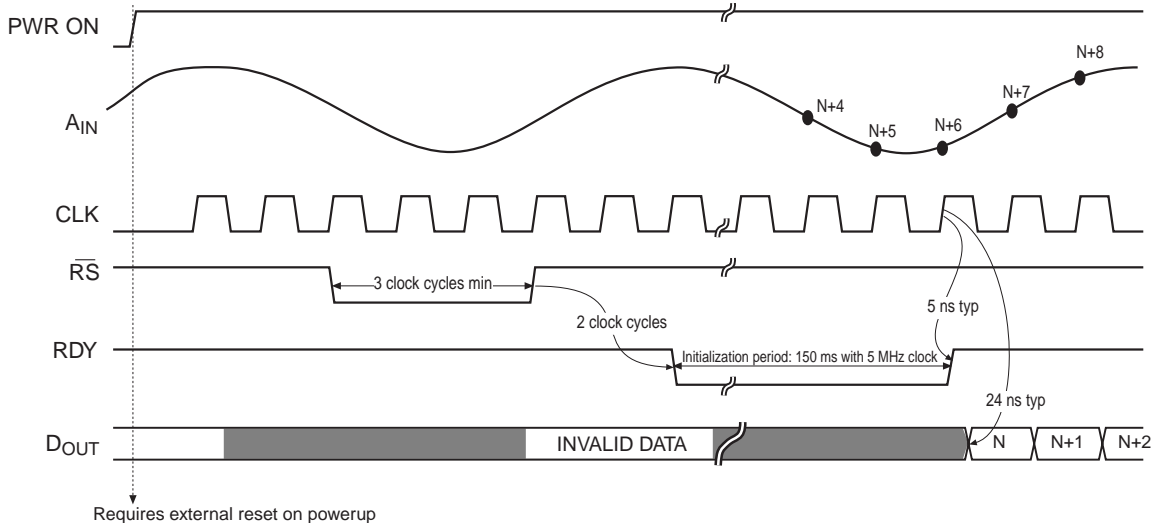 PWR ON
N+8
N+7
N+4
N+5
N+6
AIN
CLK
RS
3 clock cycles min
2 clock cycles
5 ns typ
RDY
Initialization period: 150 ms with 5 MHz clock
24 ns typ
DOUT
INVALID DATA
N
N+1
N+2
Requires external reset on powerup